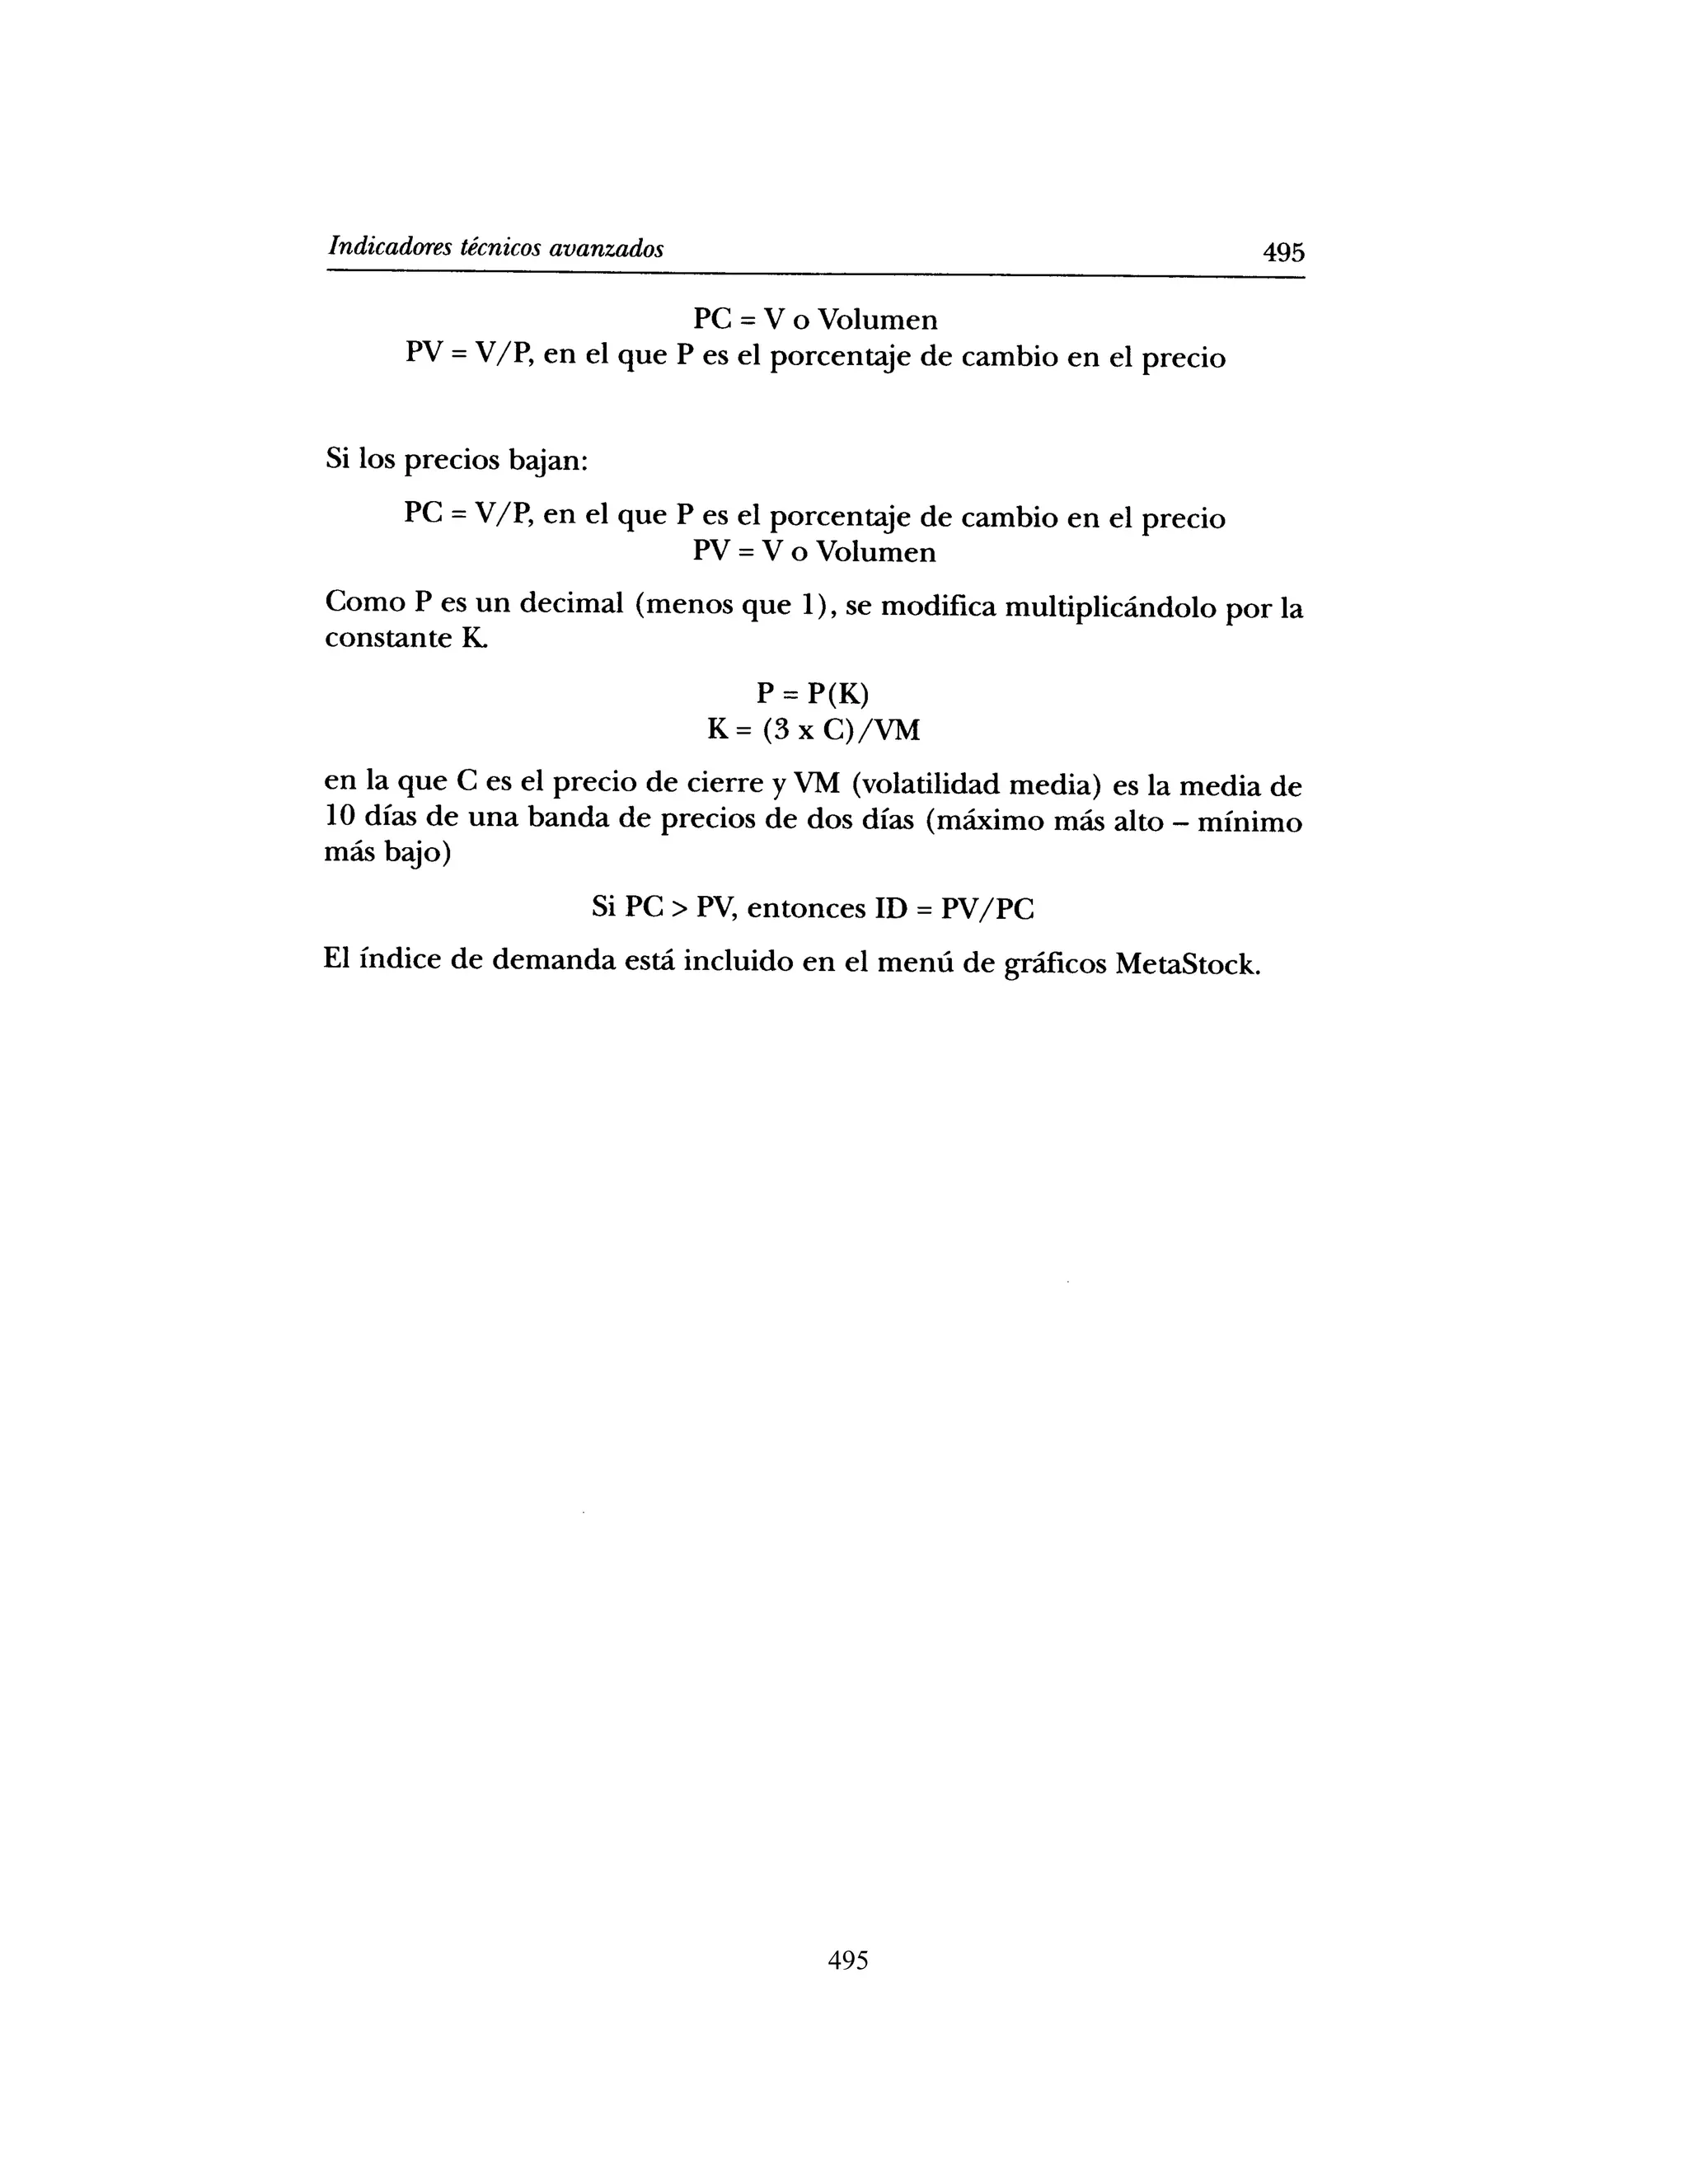 Indicadores técnicos avanzados 495
PC = V o Volumen
PV = V/P, en el que P es el porcentaje de cambio en el precio
Si los precios bajan:
PC = V/P, en el que P es el porcentaje de cambio en el precio
PV = V o Volumen
Como P es un decimal (menos que 1), se modifica multiplicándolo por la
constante K.
P = P(K)
K = (3 x C)/VM
en la que C es el precio de cierre y VM (volatilidad media) es la media de
10 días de una banda de precios de dos días (máximo más alto – mínimo
más bajo)
Si PC > PV, entonces ID = PV/PC
El índice de demanda está incluido en el menú de gráficos MetaStock.
495